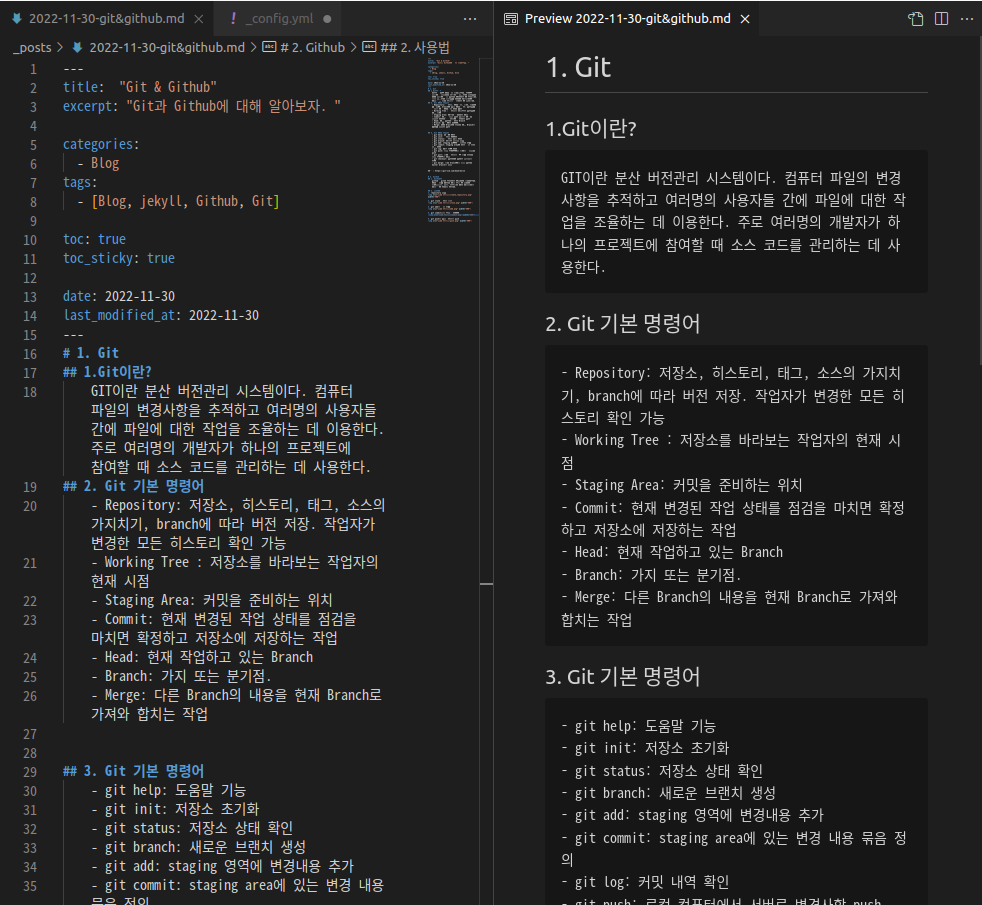 2022-11-30-git&github.md
_config.yml
_posts > 2022-11-30-git&github.md > # 2. Github > ## 2. 사용법
1 ---
2 title:  "Git & Github"
3 excerpt: "Git과 Github에 대해 알아보자. "
4
5 categories:
6 - Blog
7 tags:
8 - [Blog, jekyll, Github, Git]
9
10 toc: true
11 toc_sticky: true
12
13 date: 2022-11-30
14 last_modified_at: 2022-11-30
15 ---
16 # 1. Git
17 ## 1.Git이란?
18 GIT이란 분산 버전관리 시스템이다. 컴퓨터
파일의 변경사항을 추적하고 여러명의 사용자들
간에 파일에 대한 작업을 조율하는 데 이용한다.
주로 여러명의 개발자가 하나의 프로젝트에
참여할 때 소스 코드를 관리하는 데 사용한다.
19 ## 2. Git 기본 명령어
20 - Repository: 저장소, 히스토리, 태그, 소스의
가지치기, branch에 따라 버전 저장. 작업자가
변경한 모든 히스토리 확인 가능
21 - Working Tree : 저장소를 바라보는 작업자의
현재 시점
22 - Staging Area: 커밋을 준비하는 위치
23 - Commit: 현재 변경된 작업 상태를 점검을
마치면 확정하고 저장소에 저장하는 작업
24 - Head: 현재 작업하고 있는 Branch
25 - Branch: 가지 또는 분기점.
26 - Merge: 다른 Branch의 내용을 현재 Branch로
가져와 합치는 작업
27
28
29 ## 3. Git 기본 명령어
30 - git help: 도움말 기능
31 - git init: 저장소 초기화
32 - git status: 저장소 상태 확인
33 - git branch: 새로운 브랜치 생성
34 - git add: staging 영역에 변경내용 추가
35 - git commit: staging area에 있는 변경 내용
묶음 정의
Preview 2022-11-30-git&github.md
1. Git
1.Git이란?
GIT이란 분산 버전관리 시스템이다. 컴퓨터 파일의 변경
사항을 추적하고 여러명의 사용자들 간에 파일에 대한 작
업을 조율하는 데 이용한다. 주로 여러명의 개발자가 하
나의 프로젝트에 참여할 때 소스 코드를 관리하는 데 사
용한다.
2. Git 기본 명령어
- Repository: 저장소, 히스토리, 태그, 소스의 가지치
기, branch에 따라 버전 저장. 작업자가 변경한 모든 히
스토리 확인 가능
- Working Tree : 저장소를 바라보는 작업자의 현재 시
점
- Staging Area: 커밋을 준비하는 위치
- Commit: 현재 변경된 작업 상태를 점검을 마치면 확정
하고 저장소에 저장하는 작업
- Head: 현재 작업하고 있는 Branch
- Branch: 가지 또는 분기점.
- Merge: 다른 Branch의 내용을 현재 Branch로 가져와
합치는 작업
3. Git 기본 명령어
- git help: 도움말 기능
- git init: 저장소 초기화
- git status: 저장소 상태 확인
- git branch: 새로운 브랜치 생성
- git add: staging 영역에 변경내용 추가
- git commit: staging area에 있는 변경 내용 묶음 정
의
- git log: 커밋 내역 확인
- git push: 로컬 컴퓨터에서 서버로 변경사항 push